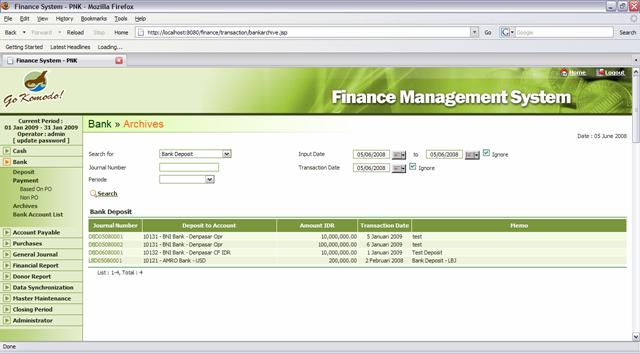 Finance System - PNK - Mozilla Firefox
File Edit View History Bookmarks Tools Help
Back Forward Reload Stop Home http://localhost:8080/finance/transaction/bankarchive.jsp Go Google Search
Getting Started Latest Headlines Loading...
Finance System - PNK
Go Komodo!
Home Logout
Finance Management System
Current Period :
01 Jan 2009 - 31 Jan 2009
Operator : admin
[ update password ]
Cash
Bank
Deposit
Payment
Based On PO
Non PO
Archives
Bank Account List
Account Payable
Purchases
General Journal
Financial Report
Donor Report
Data Synchronization
Master Maintenance
Closing Period
Administrator
Bank » Archives
Date : 05 June 2008
Search for Bank Deposit Input Date 05/06/2008 to 05/06/2008 Ignore
Journal Number Transaction Date 05/06/2008 Ignore
Periode
Search
Bank Deposit
Journal Number Deposit to Account Amount IDR Transaction Date Memo
DBD05080001 10131 - BNI Bank - Denpasar Opr 10,000,000.00 5 Januari 2009 test
DBD05080002 10131 - BNI Bank - Denpasar Opr 100,000,000.00 6 Januari 2009 test
DBD06080001 10132 - BNI Bank - Denpasar CF IDR 10,000,000.00 1 Januari 2009 Test Deposit
LBD05080001 10121 - AMRO Bank - USD 200,000.00 2 Februari 2008 Bank Deposit - LBJ
List : 1-4, Total : 4
Done